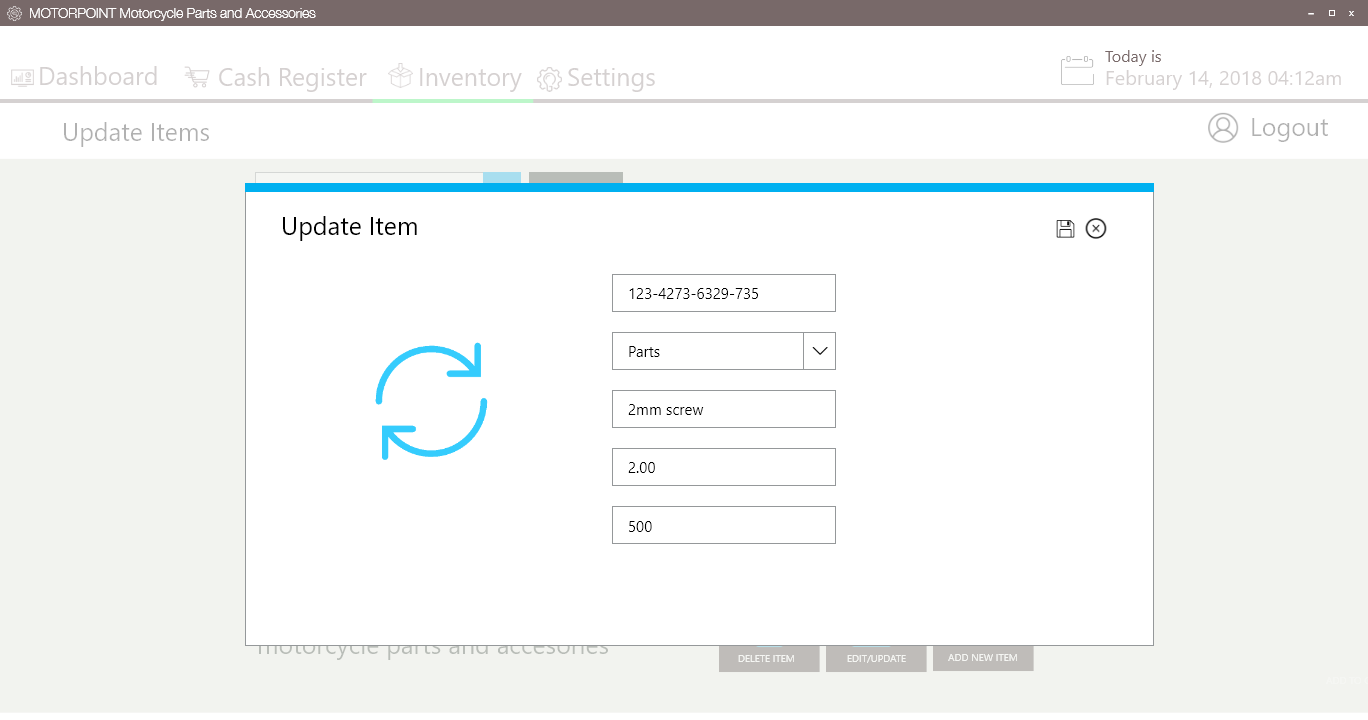 MOTORPOINT Motorcycle Parts and Accessories
Dashboard Cash Register Inventory Settings
Today is
February 14, 2018 04:12am
Update Items
Logout
Update Item
123-4273-6329-735
Parts
2mm screw
2.00
500
motorcycle parts and accesories
DELETE ITEM EDIT/UPDATE ADD NEW ITEM